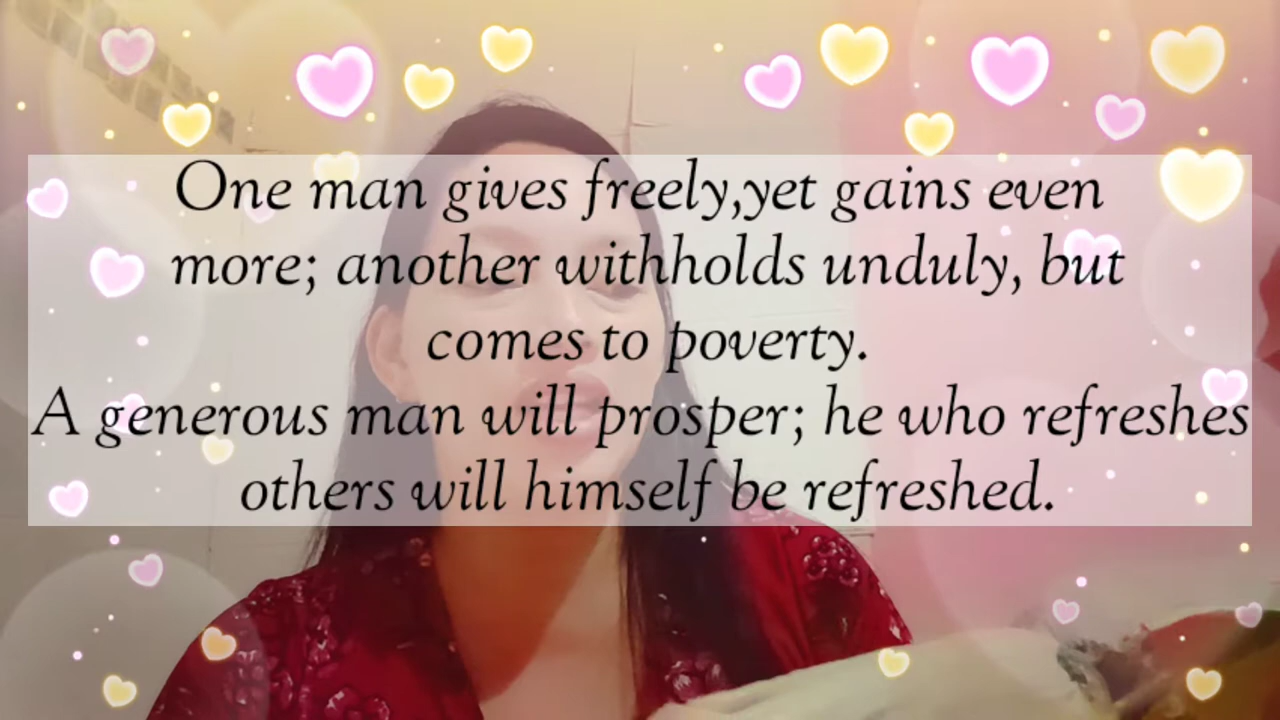 One man gives freely,yet gains even
more; another withholds unduly, but
comes to poverty.
A generous man will prosper; he who refreshes
others will himself be refreshed.